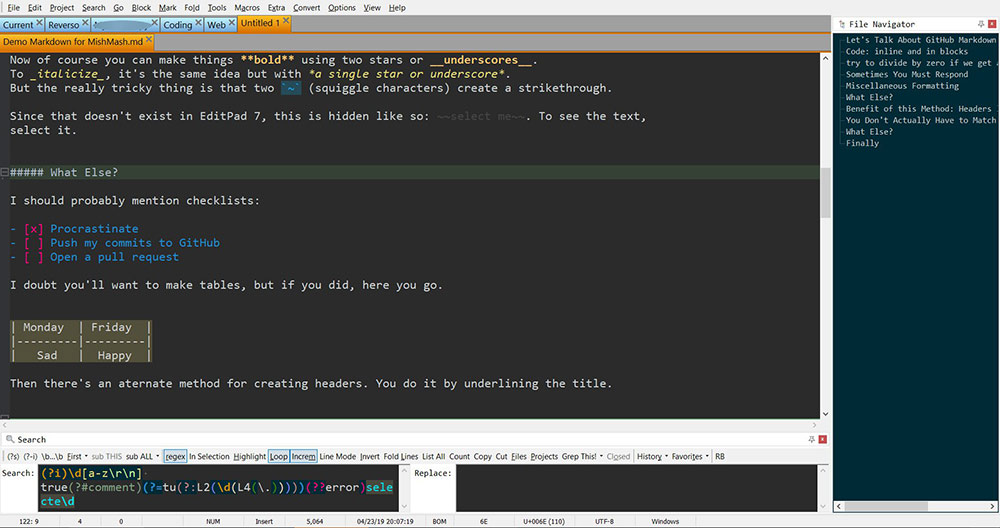 File Edit Project Search Go Block Mark Fold Tools Macros Extra Convert Options View Help
Current Reverso Coding Web Untitled 1
Demo Markdown for MishMash.md
Now of course you can make things **bold** using two stars or __underscores__.
To _italicize_, it's the same idea but with *a single star or underscore*.
But the really tricky thing is that two `~` (squiggle characters) create a strikethrough.
Since that doesn't exist in EditPad 7, this is hidden like so: ~~select me~~. To see the text,
select it.
##### What Else?
I should probably mention checklists:
- [x] Procrastinate
- [ ] Push my commits to GitHub
- [ ] Open a pull request
I doubt you'll want to make tables, but if you did, here you go.
| Monday | Friday |
|---------|---------|
| Sad | Happy |
Then there's an aternate method for creating headers. You do it by underlining the title.
File Navigator
Let's Talk About GitHub Markdown
Code: inline and in blocks
try to divide by zero if we get
Sometimes You Must Respond
Miscellaneous Formatting
What Else?
Benefit of this Method: Headers
You Don't Actually Have to Match
What Else?
Finally
Search
(?s) (?-i) \b...\b First sub THIS sub ALL regex In Selection Highlight Loop Increm Line Mode Invert Fold Lines List All Count Copy Cut Files Projects Grep This! Closed History Favorites RB
Search: (?i)\d[a-z\r\n]
true(?#comment)(?=tu(?:L2(\d(L4(\.)))))(??error)sele
cte\d
Replace:
122: 9 4 0 NUM Insert 5,064 04/23/19 20:07:19 BOM 6E U+006E (110) UTF-8 Windows